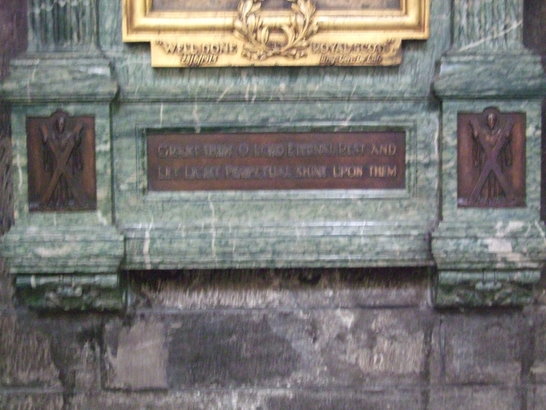 WELL DONE ROYAL SCOTS
GRANT THEM O LORD ETERNAL REST AND
LET LIGHT PERPETUAL SHINE UPON THEM